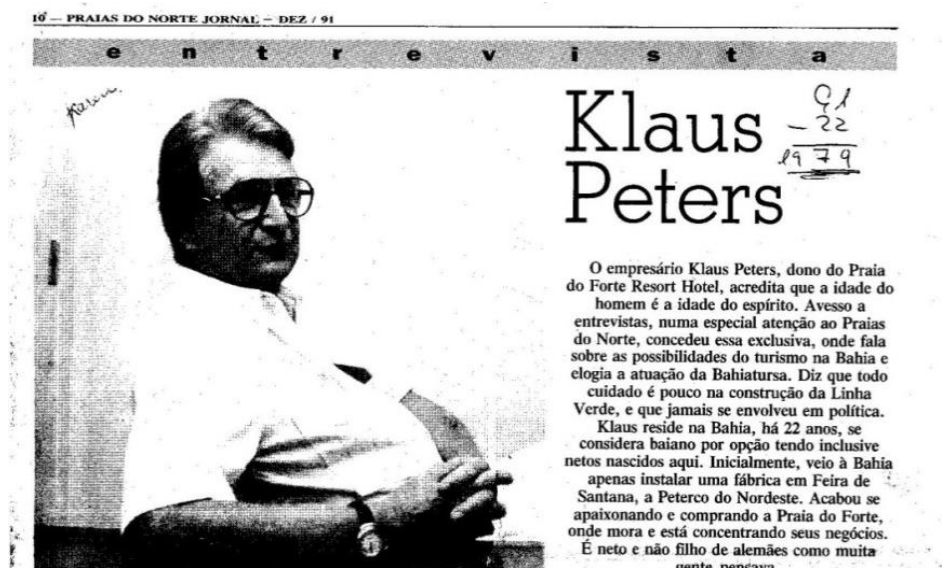 10 — PRAIAS DO NORTE JORNAL — DEZ / 91
entrevista
Karen
Klaus
Peters
91
- 22
1979
O empresário Klaus Peters, dono do Praia
do Forte Resort Hotel, acredita que a idade do
homem é a idade do espírito. Avesso a
entrevistas, numa especial atenção ao Praias
do Norte, concedeu essa exclusiva, onde fala
sobre as possibilidades do turismo na Bahia e
elogia a atuação da Bahiatursa. Diz que todo
cuidado é pouco na construção da Linha
Verde, e que jamais se envolveu em política.
Klaus reside na Bahia, há 22 anos, se
considera baiano por opção tendo inclusive
netos nascidos aqui. Inicialmente, veio à Bahia
apenas instalar uma fábrica em Feira de
Santana, a Peterco do Nordeste. Acabou se
apaixonando e comprando a Praia do Forte,
onde mora e está concentrando seus negócios.
É neto e não filho de alemães como muita
gente pensava